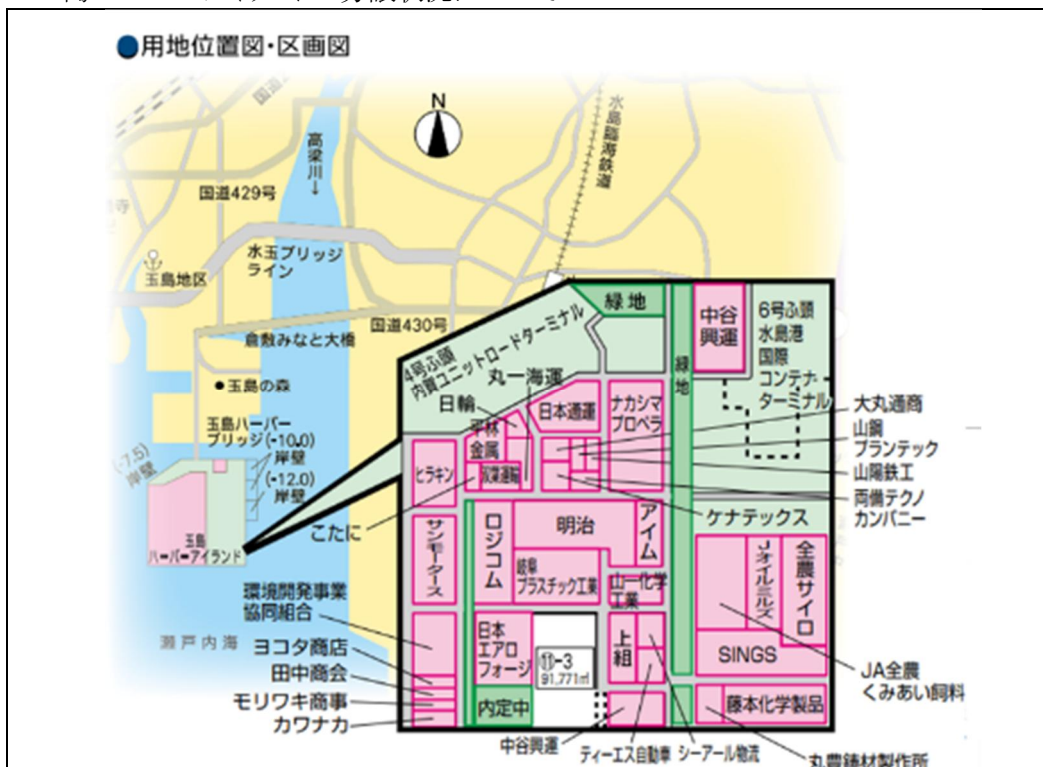 ●用地位置図・区画図
N
国道429号
高梁川→
水島臨海鉄道
水玉ブリッジ
ライン
玉島地区
国道430号
倉敷みなと大橋
●玉島の森
玉島ハーバー
ブリッジ(-10.0)
岸壁
(-7.5)
岸壁
(-12.0)
岸壁
玉島
ハーバーアイランド
瀬戸内海
緑地
4号ふ頭
内貿ユニットロードターミナル
丸一海運
日輪
平林
金属
双葉運輸
日本通運
ナカシマ
プロペラ
緑地
中谷
興運
6号ふ頭
水島港
国際
コンテナ
ターミナル
大丸通商
山鋼
プランテック
山陽鉄工
両備テクノ
カンパニー
ケナテックス
ヒラキン
こたに
サンモータース
ロジコム
明治
アイム
岐阜
プラスチック工業
山一化学
工業
Jオイルミルズ
全農サイロ
環境開発事業
協同組合
ヨコタ商店
田中商会
モリワキ商事
カワナカ
日本
エアロ
フォージ
⑪-3
91,771㎡
上組
SINGS
JA全農
くみあい飼料
内定中
藤本化学製品
中谷興運
ティーエス自動車
シーアール物流
丸豊鋳材製作所